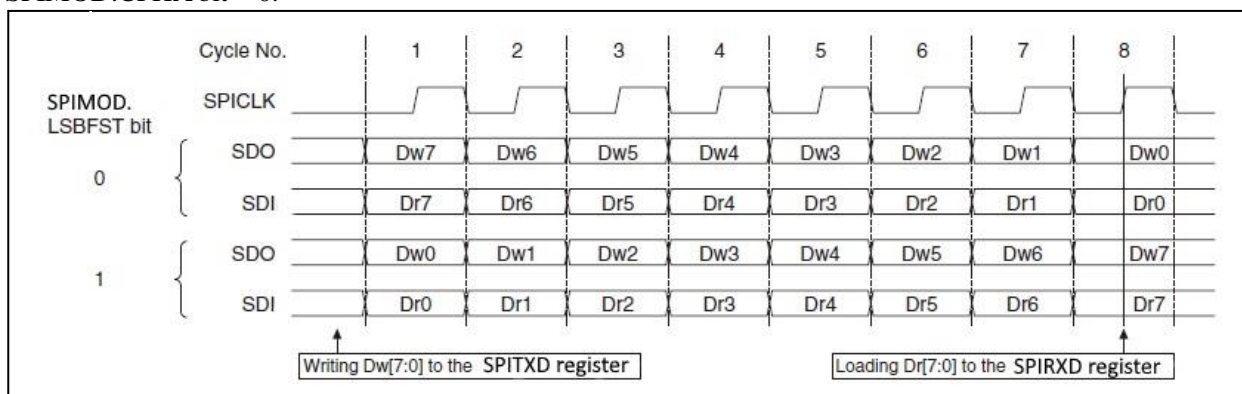 Cycle No. 1 2 3 4 5 6 7 8
SPIMOD. SPICLK
LSBFST bit
SDO Dw7 Dw6 Dw5 Dw4 Dw3 Dw2 Dw1 Dw0
0
SDI Dr7 Dr6 Dr5 Dr4 Dr3 Dr2 Dr1 Dr0
SDO Dw0 Dw1 Dw2 Dw3 Dw4 Dw5 Dw6 Dw7
1
SDI Dr0 Dr1 Dr2 Dr3 Dr4 Dr5 Dr6 Dr7
Writing Dw[7:0] to the SPITXD register Loading Dr[7:0] to the SPIRXD register